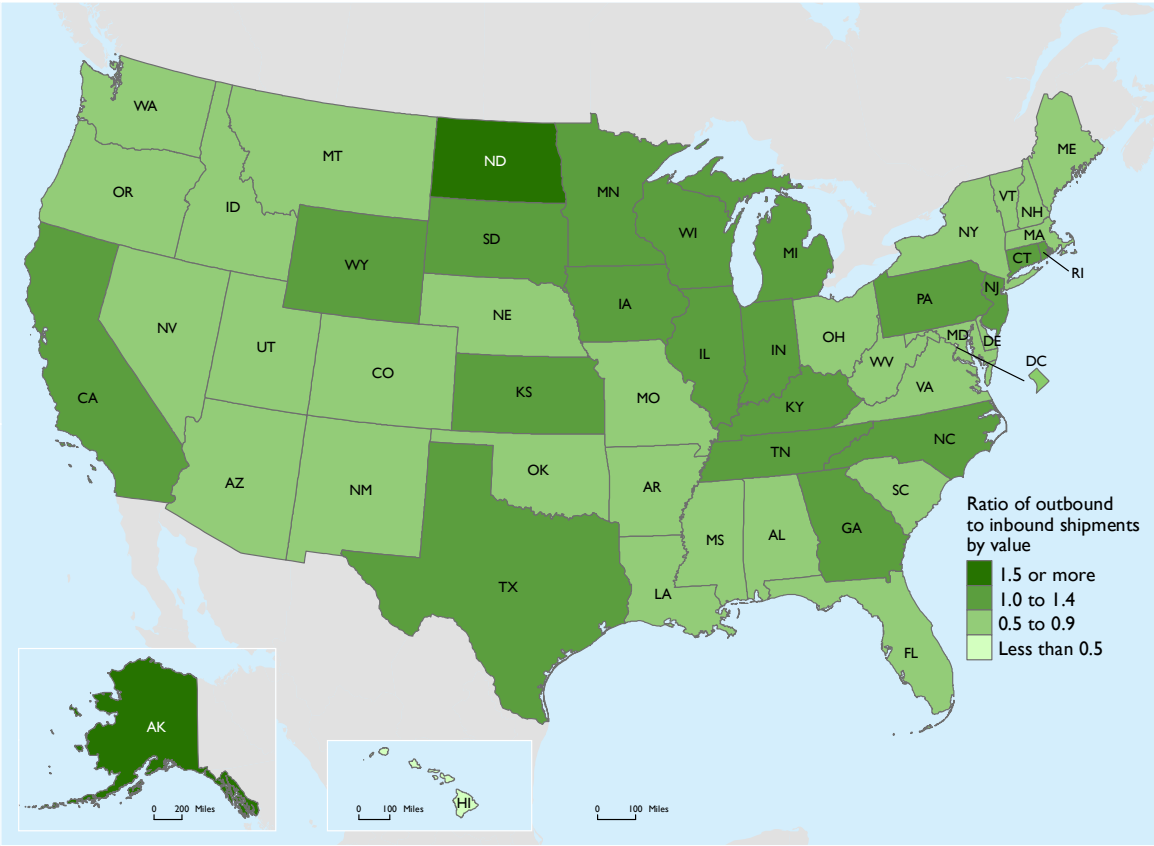 WA
MT
ND
MN
ME
OR
ID
SD
WI
MI
VT
NH
NY
MA
CT
RI
WY
IA
PA
NJ
NE
NV
UT
CO
IL
IN
OH
MD
DE
DC
WV
VA
CA
KS
MO
KY
NC
TN
AZ
NM
OK
AR
SC
MS
AL
GA
TX
LA
FL
Ratio of outbound
to inbound shipments
by value
1.5 or more
1.0 to 1.4
0.5 to 0.9
Less than 0.5
AK
0 200 Miles
HI
0 100 Miles
0 100 Miles